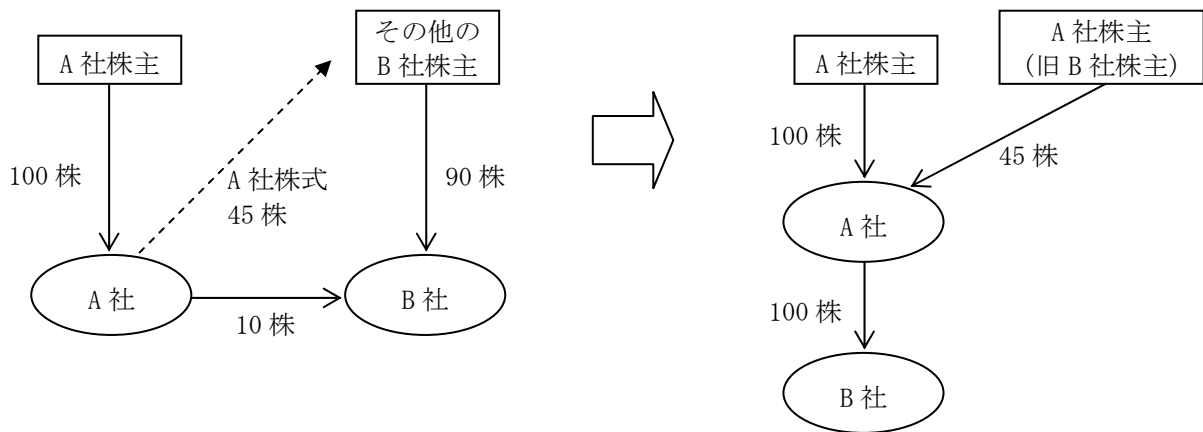 A 社株主
その他の
B 社株主
100 株
A 社株式
45 株
90 株
A 社
10 株
B 社
A 社株主
A 社株主
(旧 B 社株主)
100 株
45 株
A 社
100 株
B 社